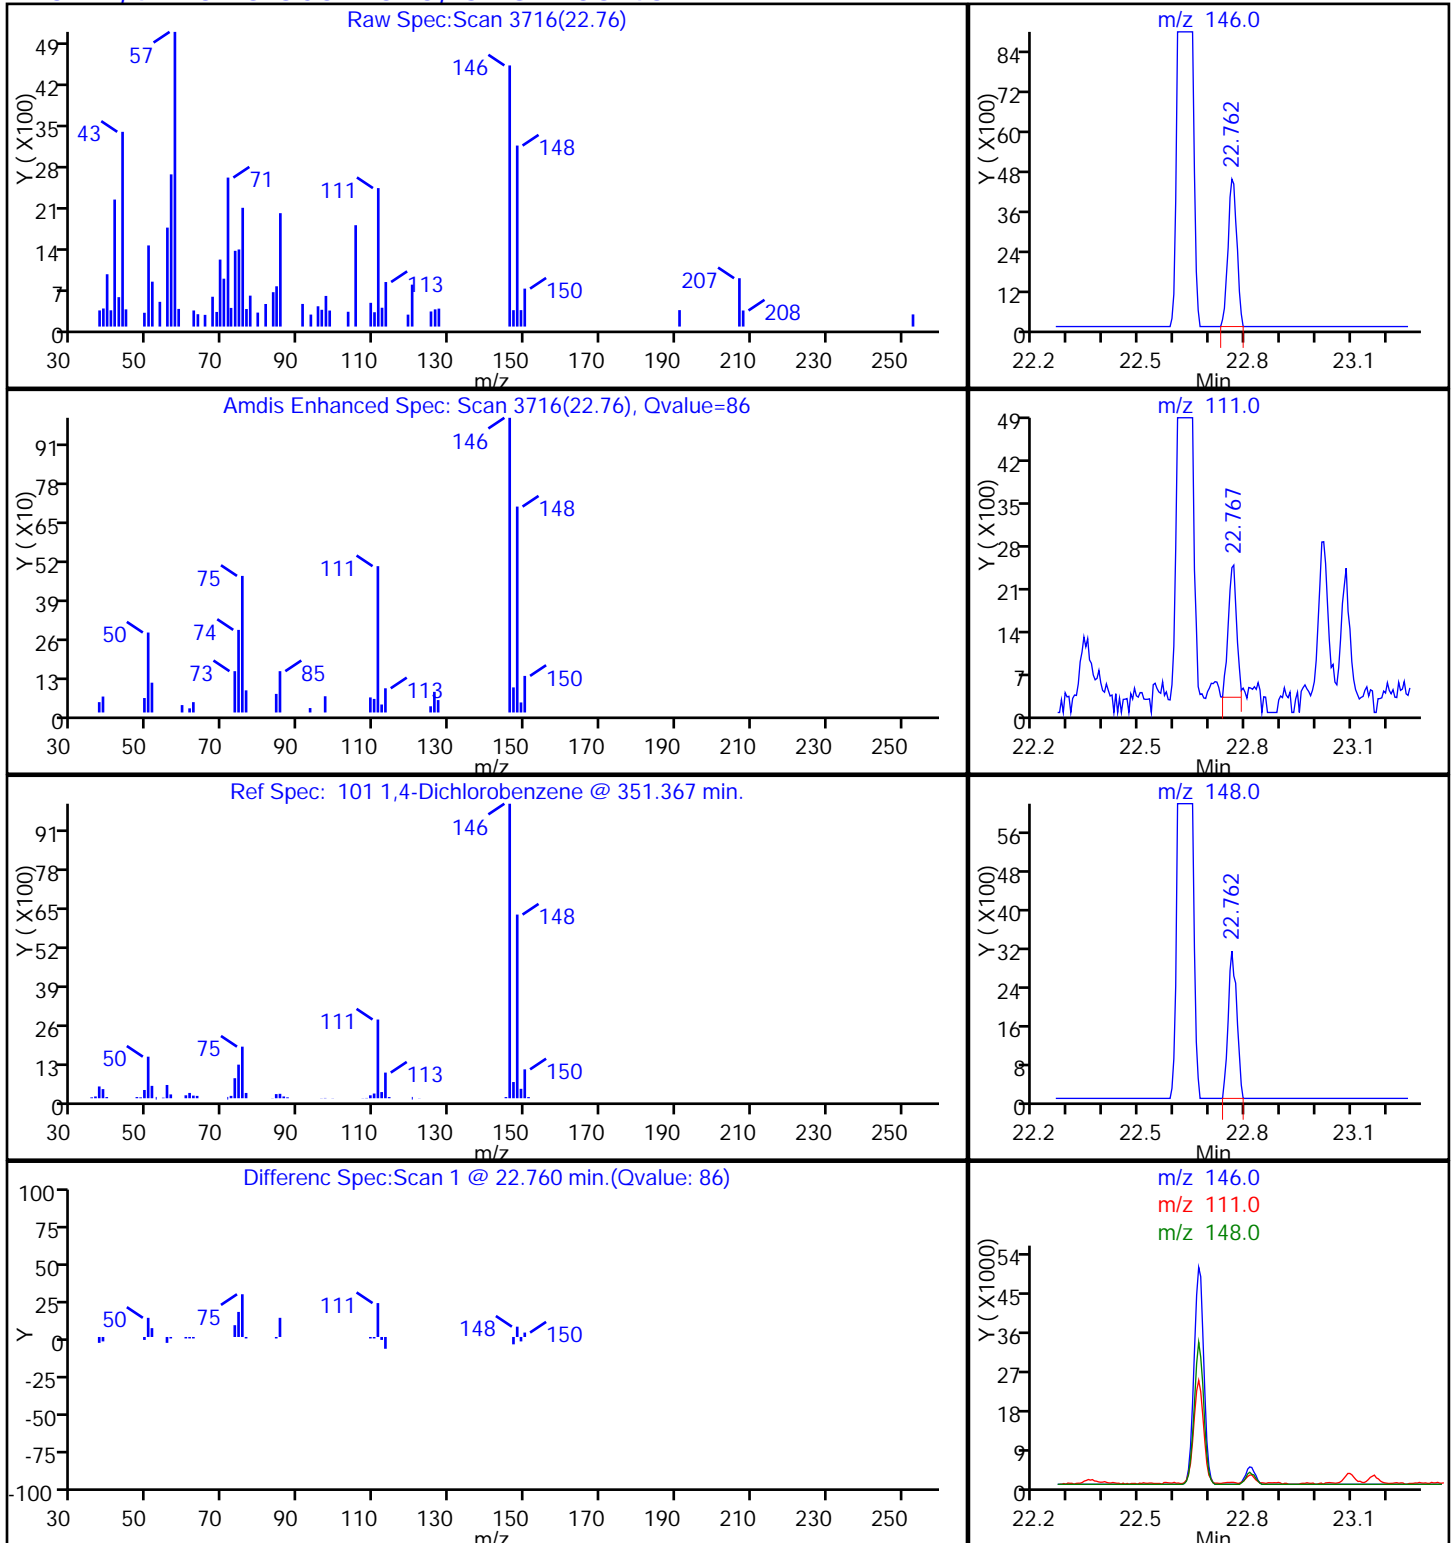 Raw Spec:Scan 3716(22.76)
Y ( X100)
49
42
35
28
21
14
7
0
57
43
71
111
113
146
148
150
207
208
30 50 70 90 110 130 150 170 190 210 230 250
m/z
m/z 146.0
Y ( X100)
84
72
60
48
36
24
12
0
22.762
22.2 22.5 22.8 23.1
Min
Amdis Enhanced Spec: Scan 3716(22.76), Qvalue=86
Y ( X10)
91
78
65
52
39
26
13
0
146
148
111
75
74
50
73
85
113
150
30 50 70 90 110 130 150 170 190 210 230 250
m/z
m/z 111.0
Y ( X100)
49
42
35
28
21
14
7
0
22.767
22.2 22.5 22.8 23.1
Min
Ref Spec: 101 1,4-Dichlorobenzene @ 351.367 min.
Y ( X100)
91
78
65
52
39
26
13
0
146
148
111
75
50
113
150
30 50 70 90 110 130 150 170 190 210 230 250
m/z
m/z 148.0
Y ( X100)
56
48
40
32
24
16
8
0
22.762
22.2 22.5 22.8 23.1
Min
Differenc Spec:Scan 1 @ 22.760 min.(Qvalue: 86)
Y
100
75
50
25
0
-25
-50
-75
-100
50
75
111
148
150
30 50 70 90 110 130 150 170 190 210 230 250
m/z
m/z 146.0
m/z 111.0
m/z 148.0
Y ( X1000)
54
45
36
27
18
9
0
22.2 22.5 22.8 23.1
Min